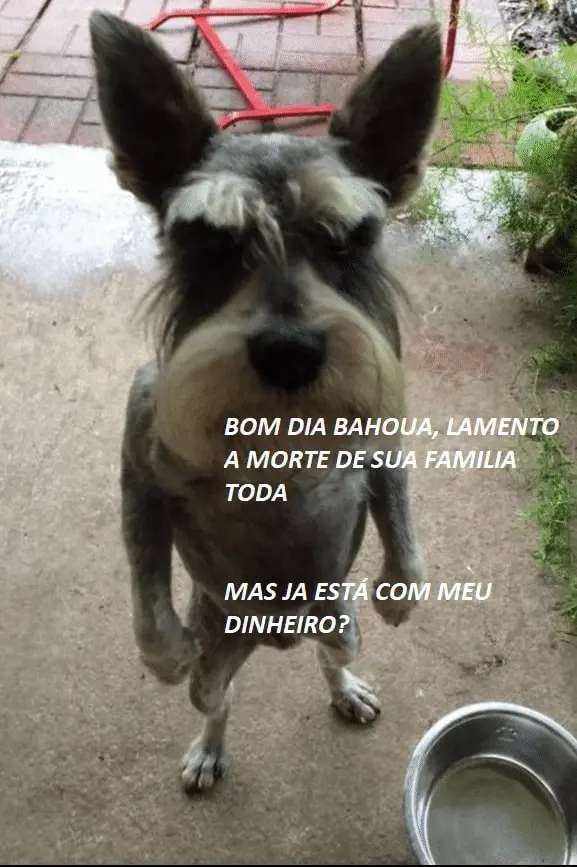 BOM DIA BAHOUA, LAMENTO
A MORTE DE SUA FAMILIA
TODA
MAS JA ESTÁ COM MEU
DINHEIRO?